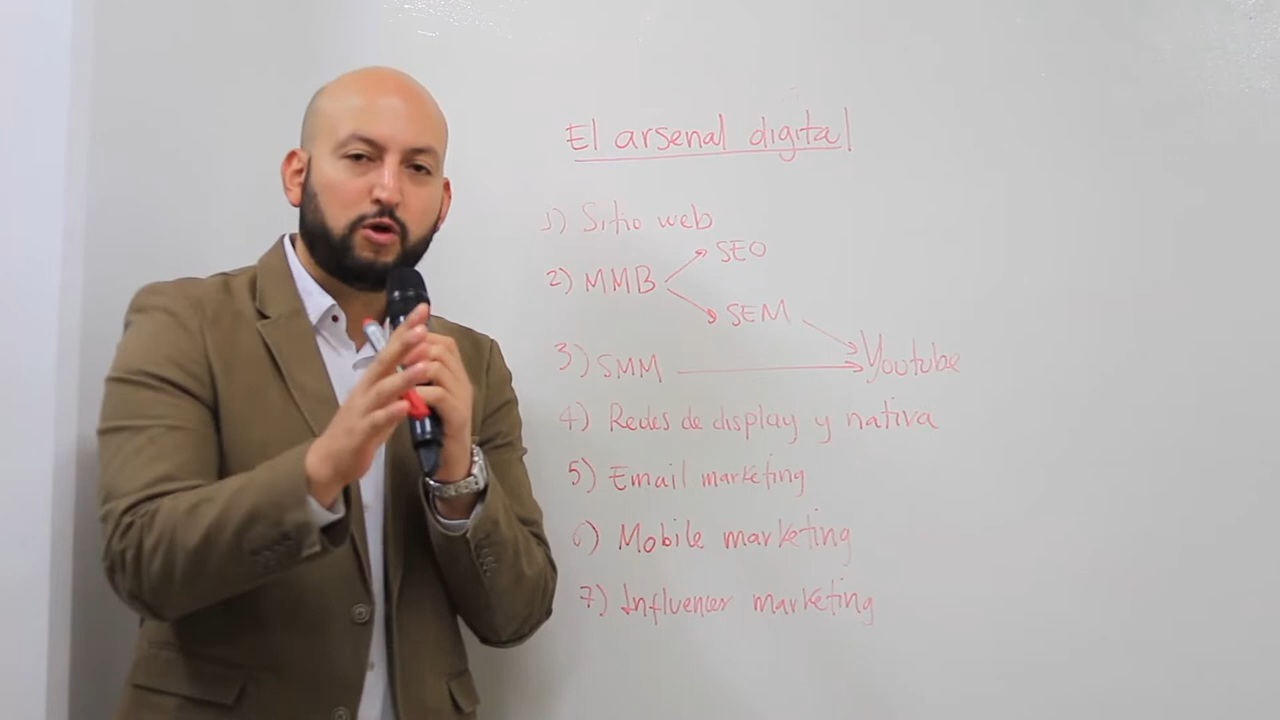 El arsenal digital
1) Sitio web
2) MMB SEO
SEM
3) SMM Youtube
4) Redes de display y nativa
5) Email marketing
6) Mobile marketing
7) Influencer marketing